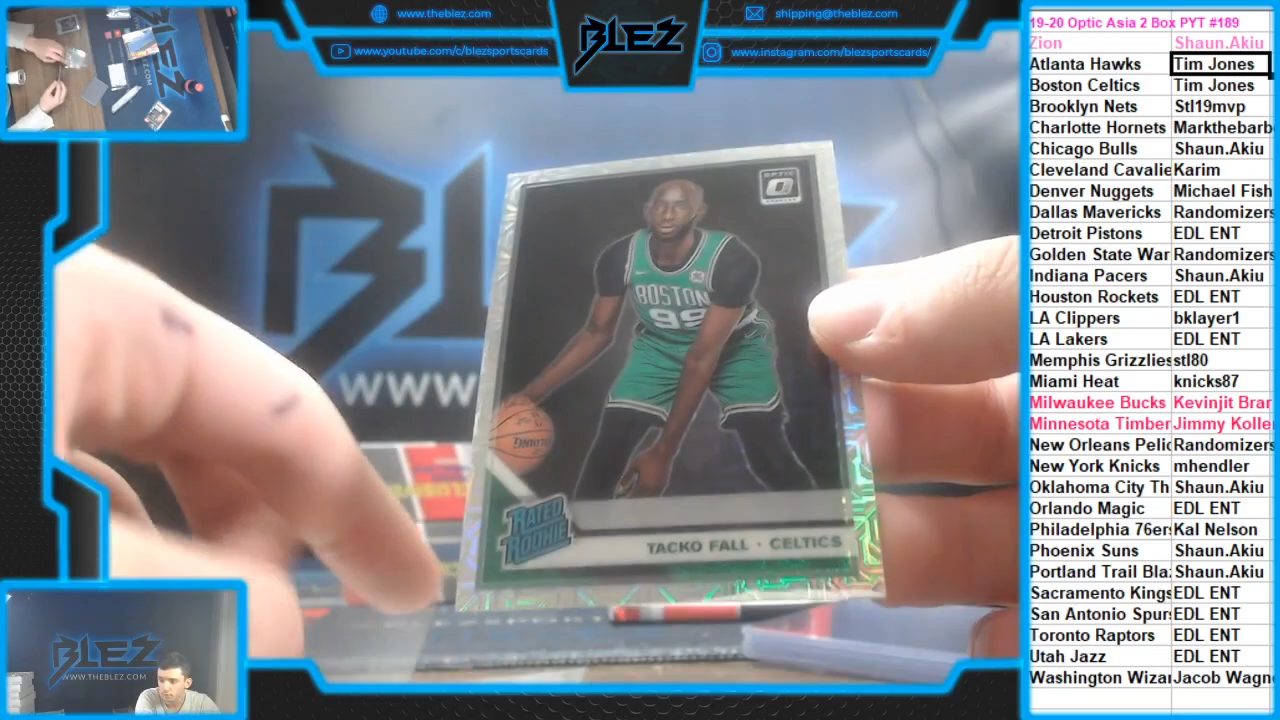 www.theblez.com
www.youtube.com/c/blezsportscards
BLEZ
shipping@theblez.com
www.instagram.com/blezsportscards/
19-20 Optic Asia 2 Box PYT #189
Zion Shaun.Akiu
Atlanta Hawks Tim Jones
Boston Celtics Tim Jones
Brooklyn Nets Stl19mvp
Charlotte Hornets Markthebarb
Chicago Bulls Shaun.Akiu
Cleveland Cavalie Karim
Denver Nuggets Michael Fish
Dallas Mavericks Randomizers
Detroit Pistons EDL ENT
Golden State War Randomizers
Indiana Pacers Shaun.Akiu
Houston Rockets EDL ENT
LA Clippers bklayer1
LA Lakers EDL ENT
Memphis Grizzlies stl80
Miami Heat knicks87
Milwaukee Bucks Kevinjit Brar
Minnesota Timber Jimmy Kolle
New Orleans Peli Randomizers
New York Knicks mhendler
Oklahoma City Th Shaun.Akiu
Orlando Magic EDL ENT
Philadelphia 76er Kal Nelson
Phoenix Suns Shaun.Akiu
Portland Trail Bla Shaun.Akiu
Sacramento Kings EDL ENT
San Antonio Spur EDL ENT
Toronto Raptors EDL ENT
Utah Jazz EDL ENT
Washington Wiza Jacob Wagn
OPTIC
BOSTON
99
RATED
ROOKIE
TACKO FALL · CELTICS
WWW
BLEZ
WWW.THEBLEZ.COM